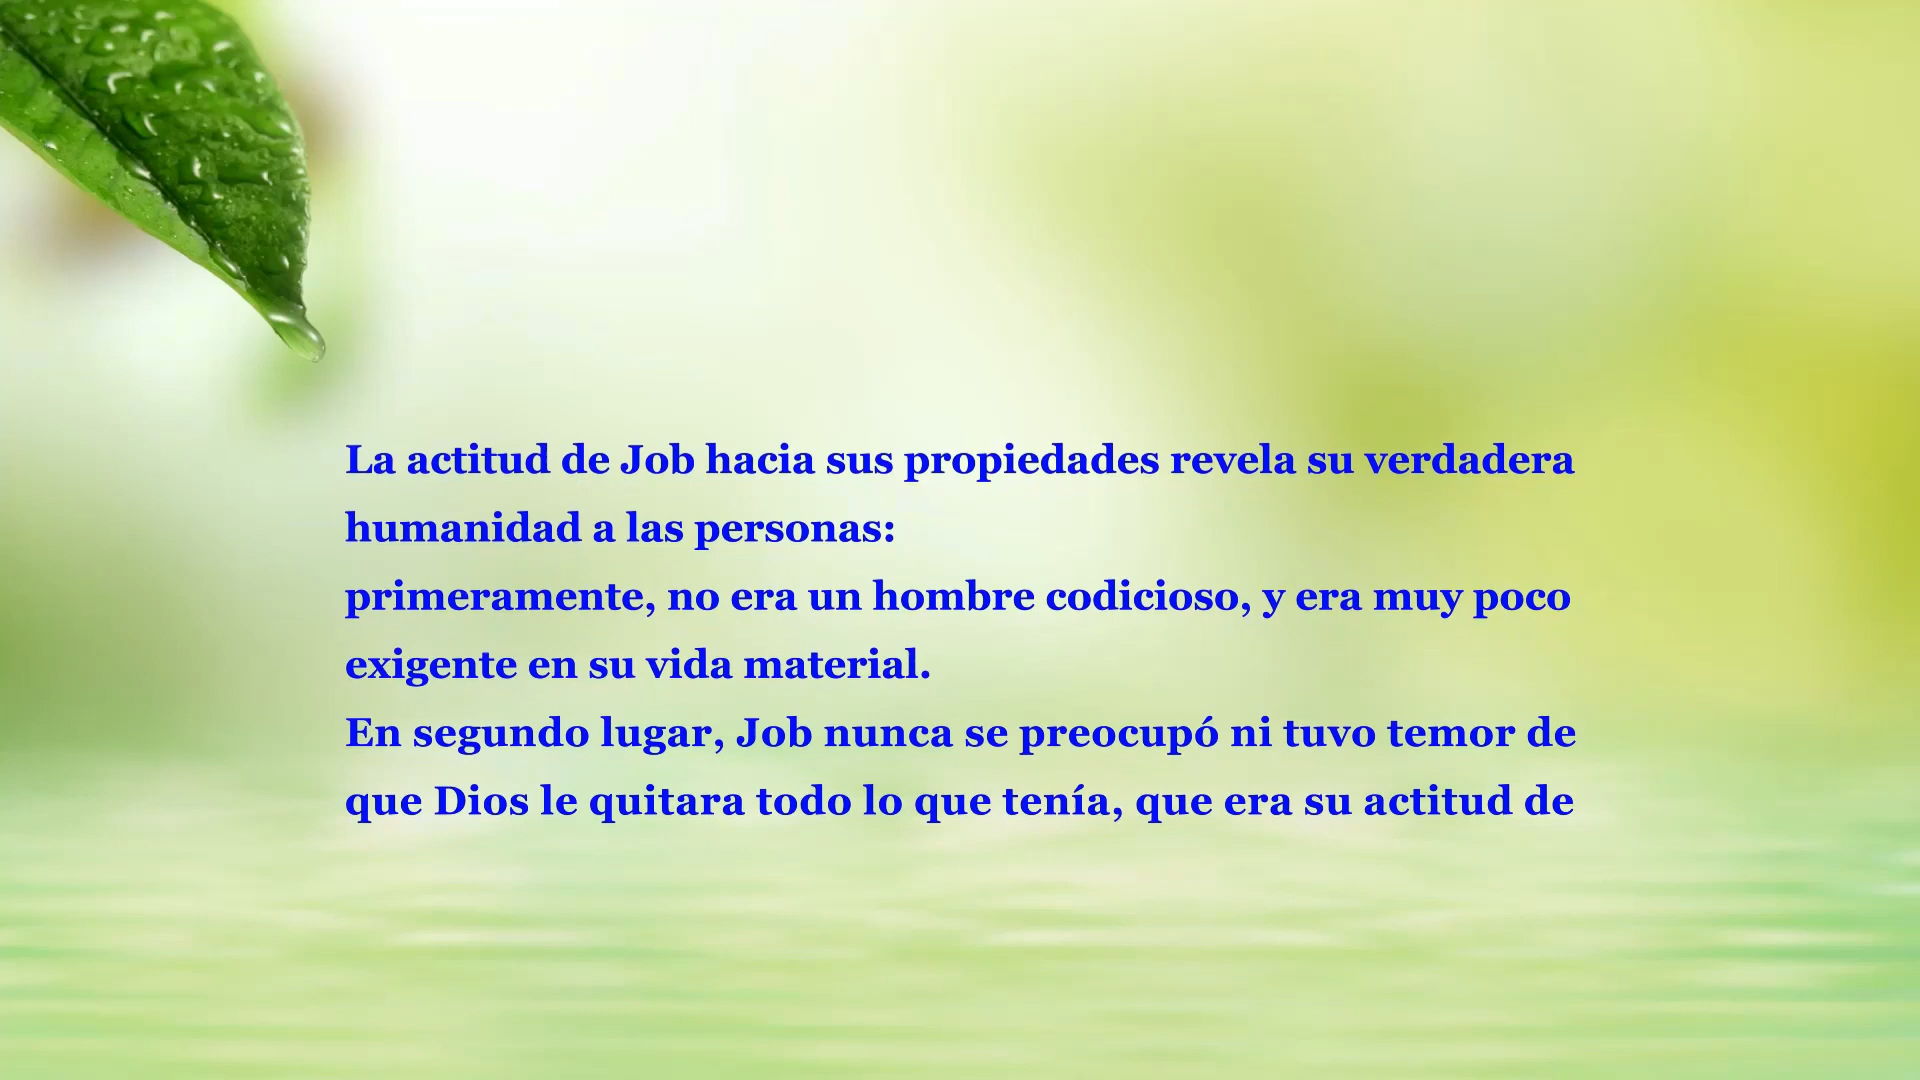 La actitud de Job hacia sus propiedades revela su verdadera
humanidad a las personas:
primeramente, no era un hombre codicioso, y era muy poco
exigente en su vida material.
En segundo lugar, Job nunca se preocupó ni tuvo temor de
que Dios le quitara todo lo que tenía, que era su actitud de